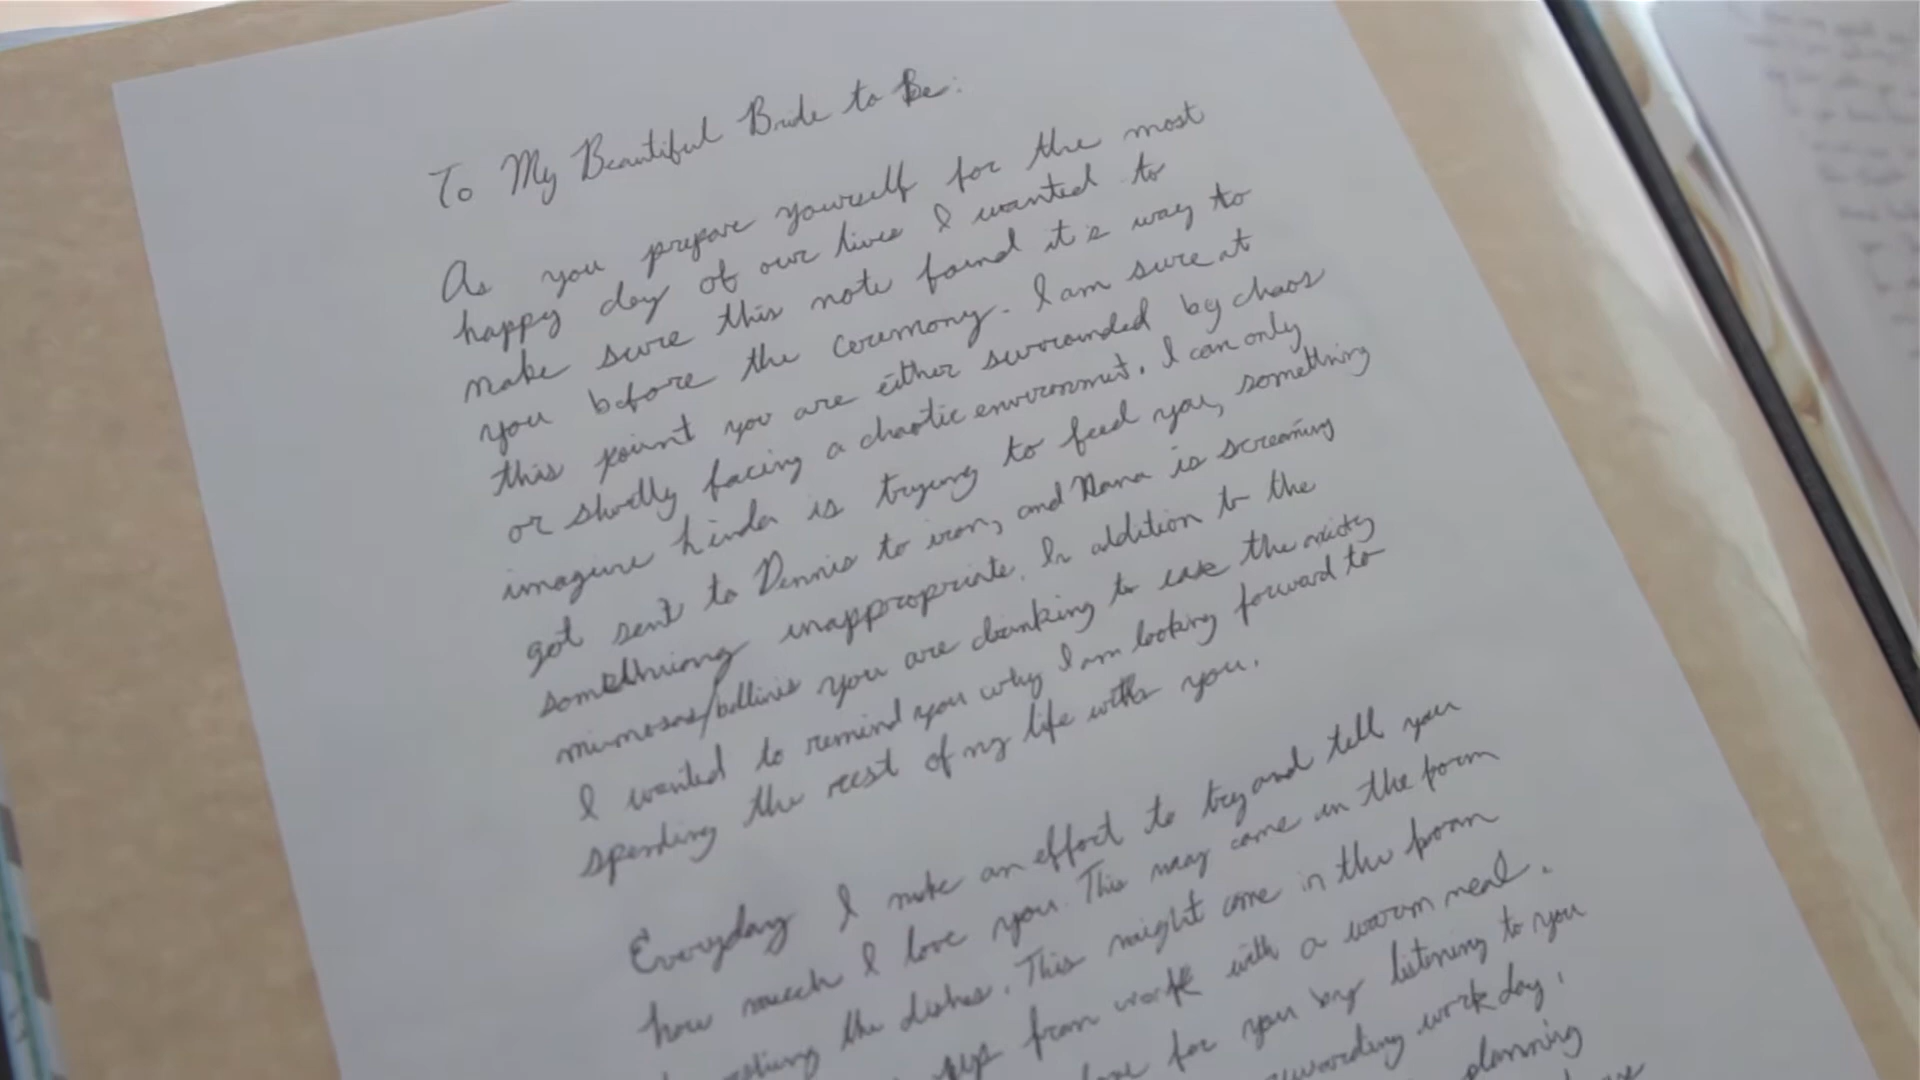 To My Beautiful Bride to Be:
As you prepare yourself for the most
happy day of our lives I wanted to
make sure this note found it's way to
you before the ceremony. I am sure at
this point you are either surrounded by chaos
or shortly facing a chaotic environment. I can only
imagine Linda is trying to feed you, something
got sent to Dennis to iron, and Nana is screaming
something inappropriate. In addition to the
mimosas/bellinis you are drinking to ease the anxiety
I wanted to remind you why I am looking forward to
spending the rest of my life with you.
Everyday I make an effort to try and tell you
how much I love you. This may come in the form
the dishes. This might come in the form
from work with a warm meal.
for you by listening to you
work day.
planning